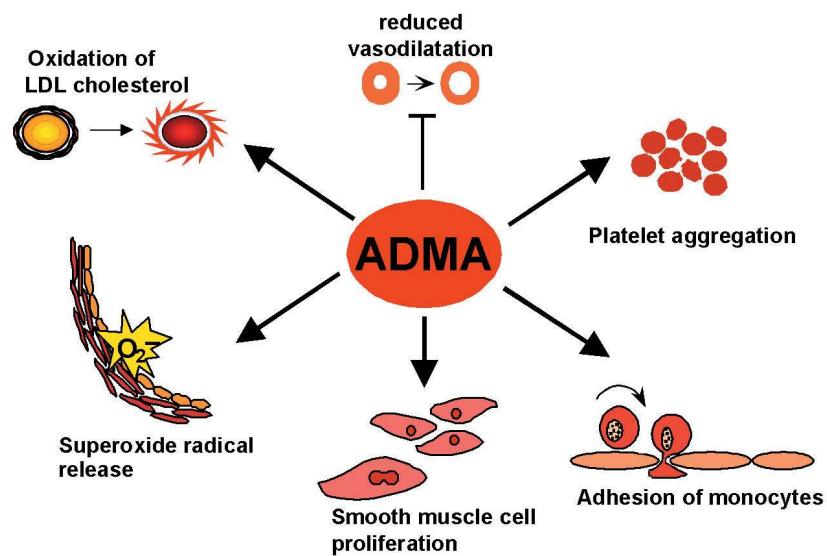 reduced
vasodilatation
Oxidation of
LDL cholesterol
Platelet aggregation
ADMA
O₂⁻
Superoxide radical
release
Smooth muscle cell
proliferation
Adhesion of monocytes